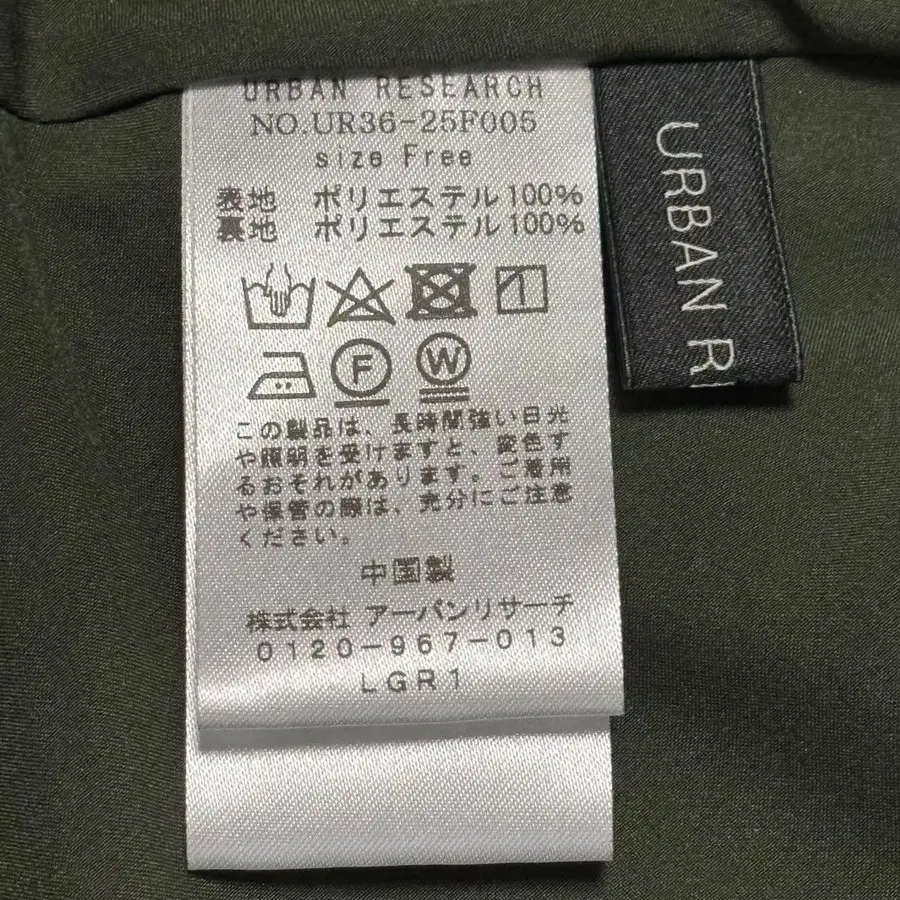 URBAN RESEARCH
NO.UR36-25F005
size Free
表地 ポリエステル100%
裏地 ポリエステル100%
F
W
この製品は、長時間強い日光
や照明を受けますと、変色す
るおそれがあります。ご着用
や保管の際は、充分にご注意
ください。
中国製
株式会社 アーバンリサーチ
0120-967-013
LGR1
URBAN R